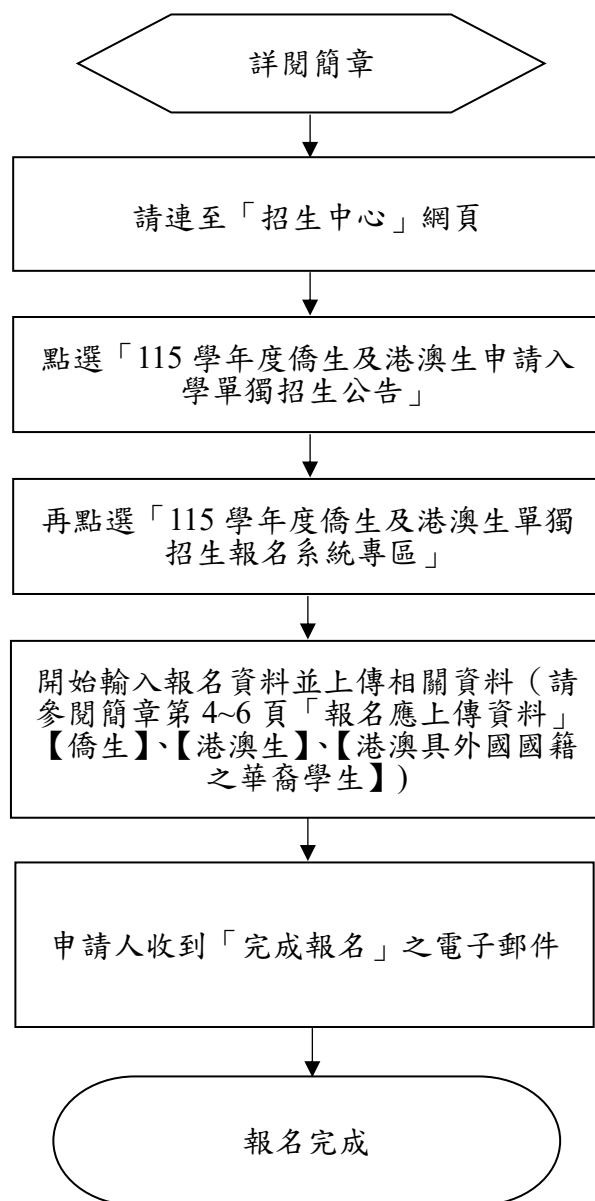 詳閱簡章
請連至「招生中心」網頁
點選「115 學年度僑生及港澳生申請入
學單獨招生公告」
再點選「115 學年度僑生及港澳生單獨
招生報名系統專區」
開始輸入報名資料並上傳相關資料（請
參閱簡章第 4~6 頁「報名應上傳資料」
【僑生】、【港澳生】、【港澳具外國國籍
之華裔學生】)
申請人收到「完成報名」之電子郵件
報名完成